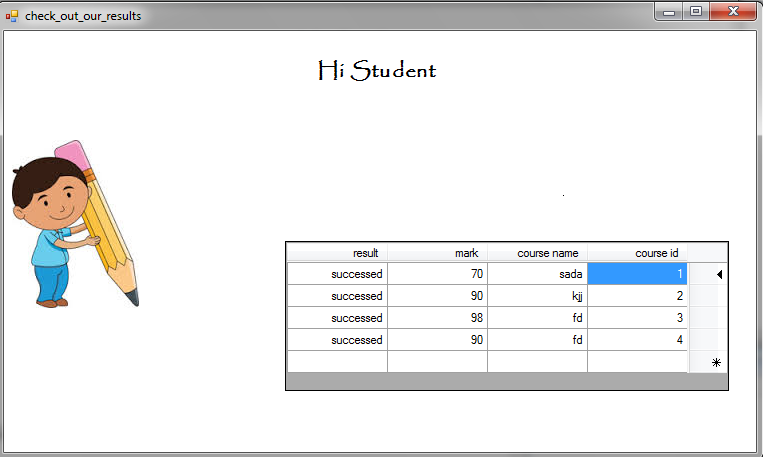 check_out_our_results
Hi Student
result mark course name course id
successed 70 sada 1
successed 90 kjj 2
successed 98 fd 3
successed 90 fd 4